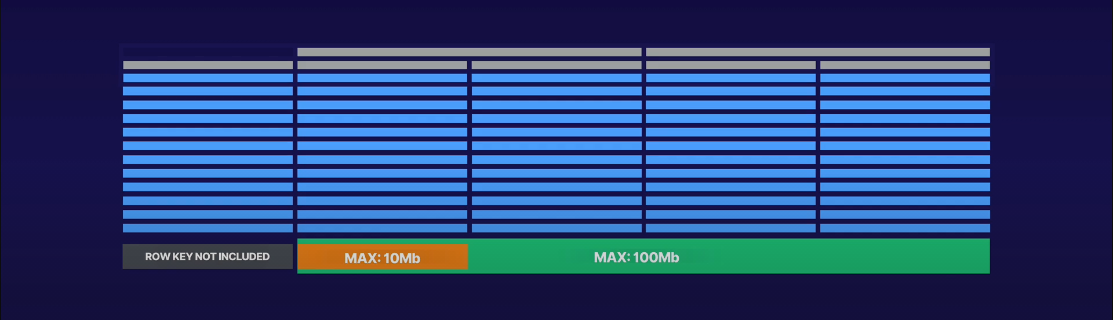 ROW KEY NOT INCLUDED
MAX: 10Mb
MAX: 100Mb